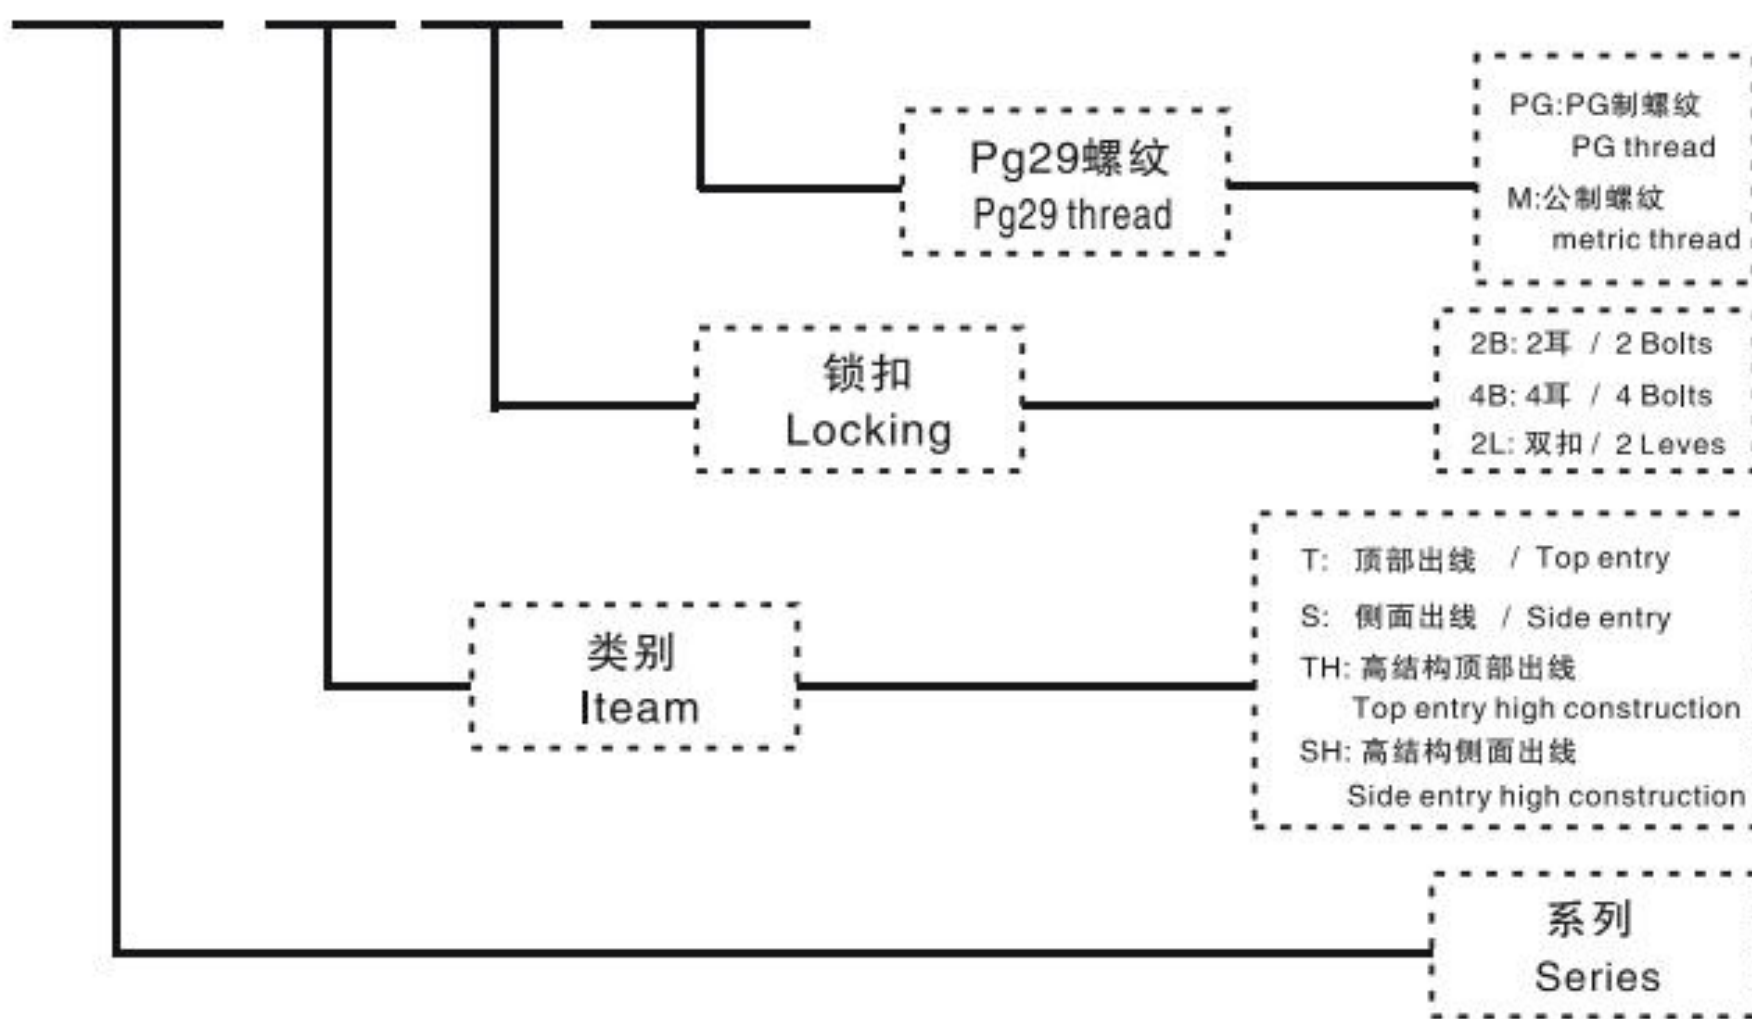 Pg29螺纹
Pg29 thread
PG:PG制螺纹
PG thread
M:公制螺纹
metric thread
锁扣
Locking
2B: 2耳 / 2 Bolts
4B: 4耳 / 4 Bolts
2L: 双扣 / 2 Leves
类别
Iteam
T: 顶部出线 / Top entry
S: 侧面出线 / Side entry
TH: 高结构顶部出线
Top entry high construction
SH: 高结构侧面出线
Side entry high construction
系列
Series